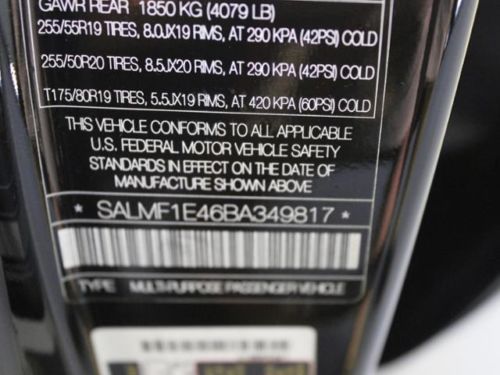 GAWR REAR 1850 KG (4079 LB)
255/55R19 TIRES, 8.0JX19 RIMS, AT 290 KPA (42PSI) COLD
255/50R20 TIRES, 8.5JX20 RIMS, AT 290 KPA (42PSI) COLD
T175/80R19 TIRES, 5.5JX19 RIMS, AT 420 KPA (60PSI) COLD
THIS VEHICLE CONFORMS TO ALL APPLICABLE
U.S. FEDERAL MOTOR VEHICLE SAFETY
STANDARDS IN EFFECT ON THE DATE OF
MANUFACTURE SHOWN ABOVE
* SALMF1E46BA349817 *
TYPE MULTI-PURPOSE PASSENGER VEHICLE